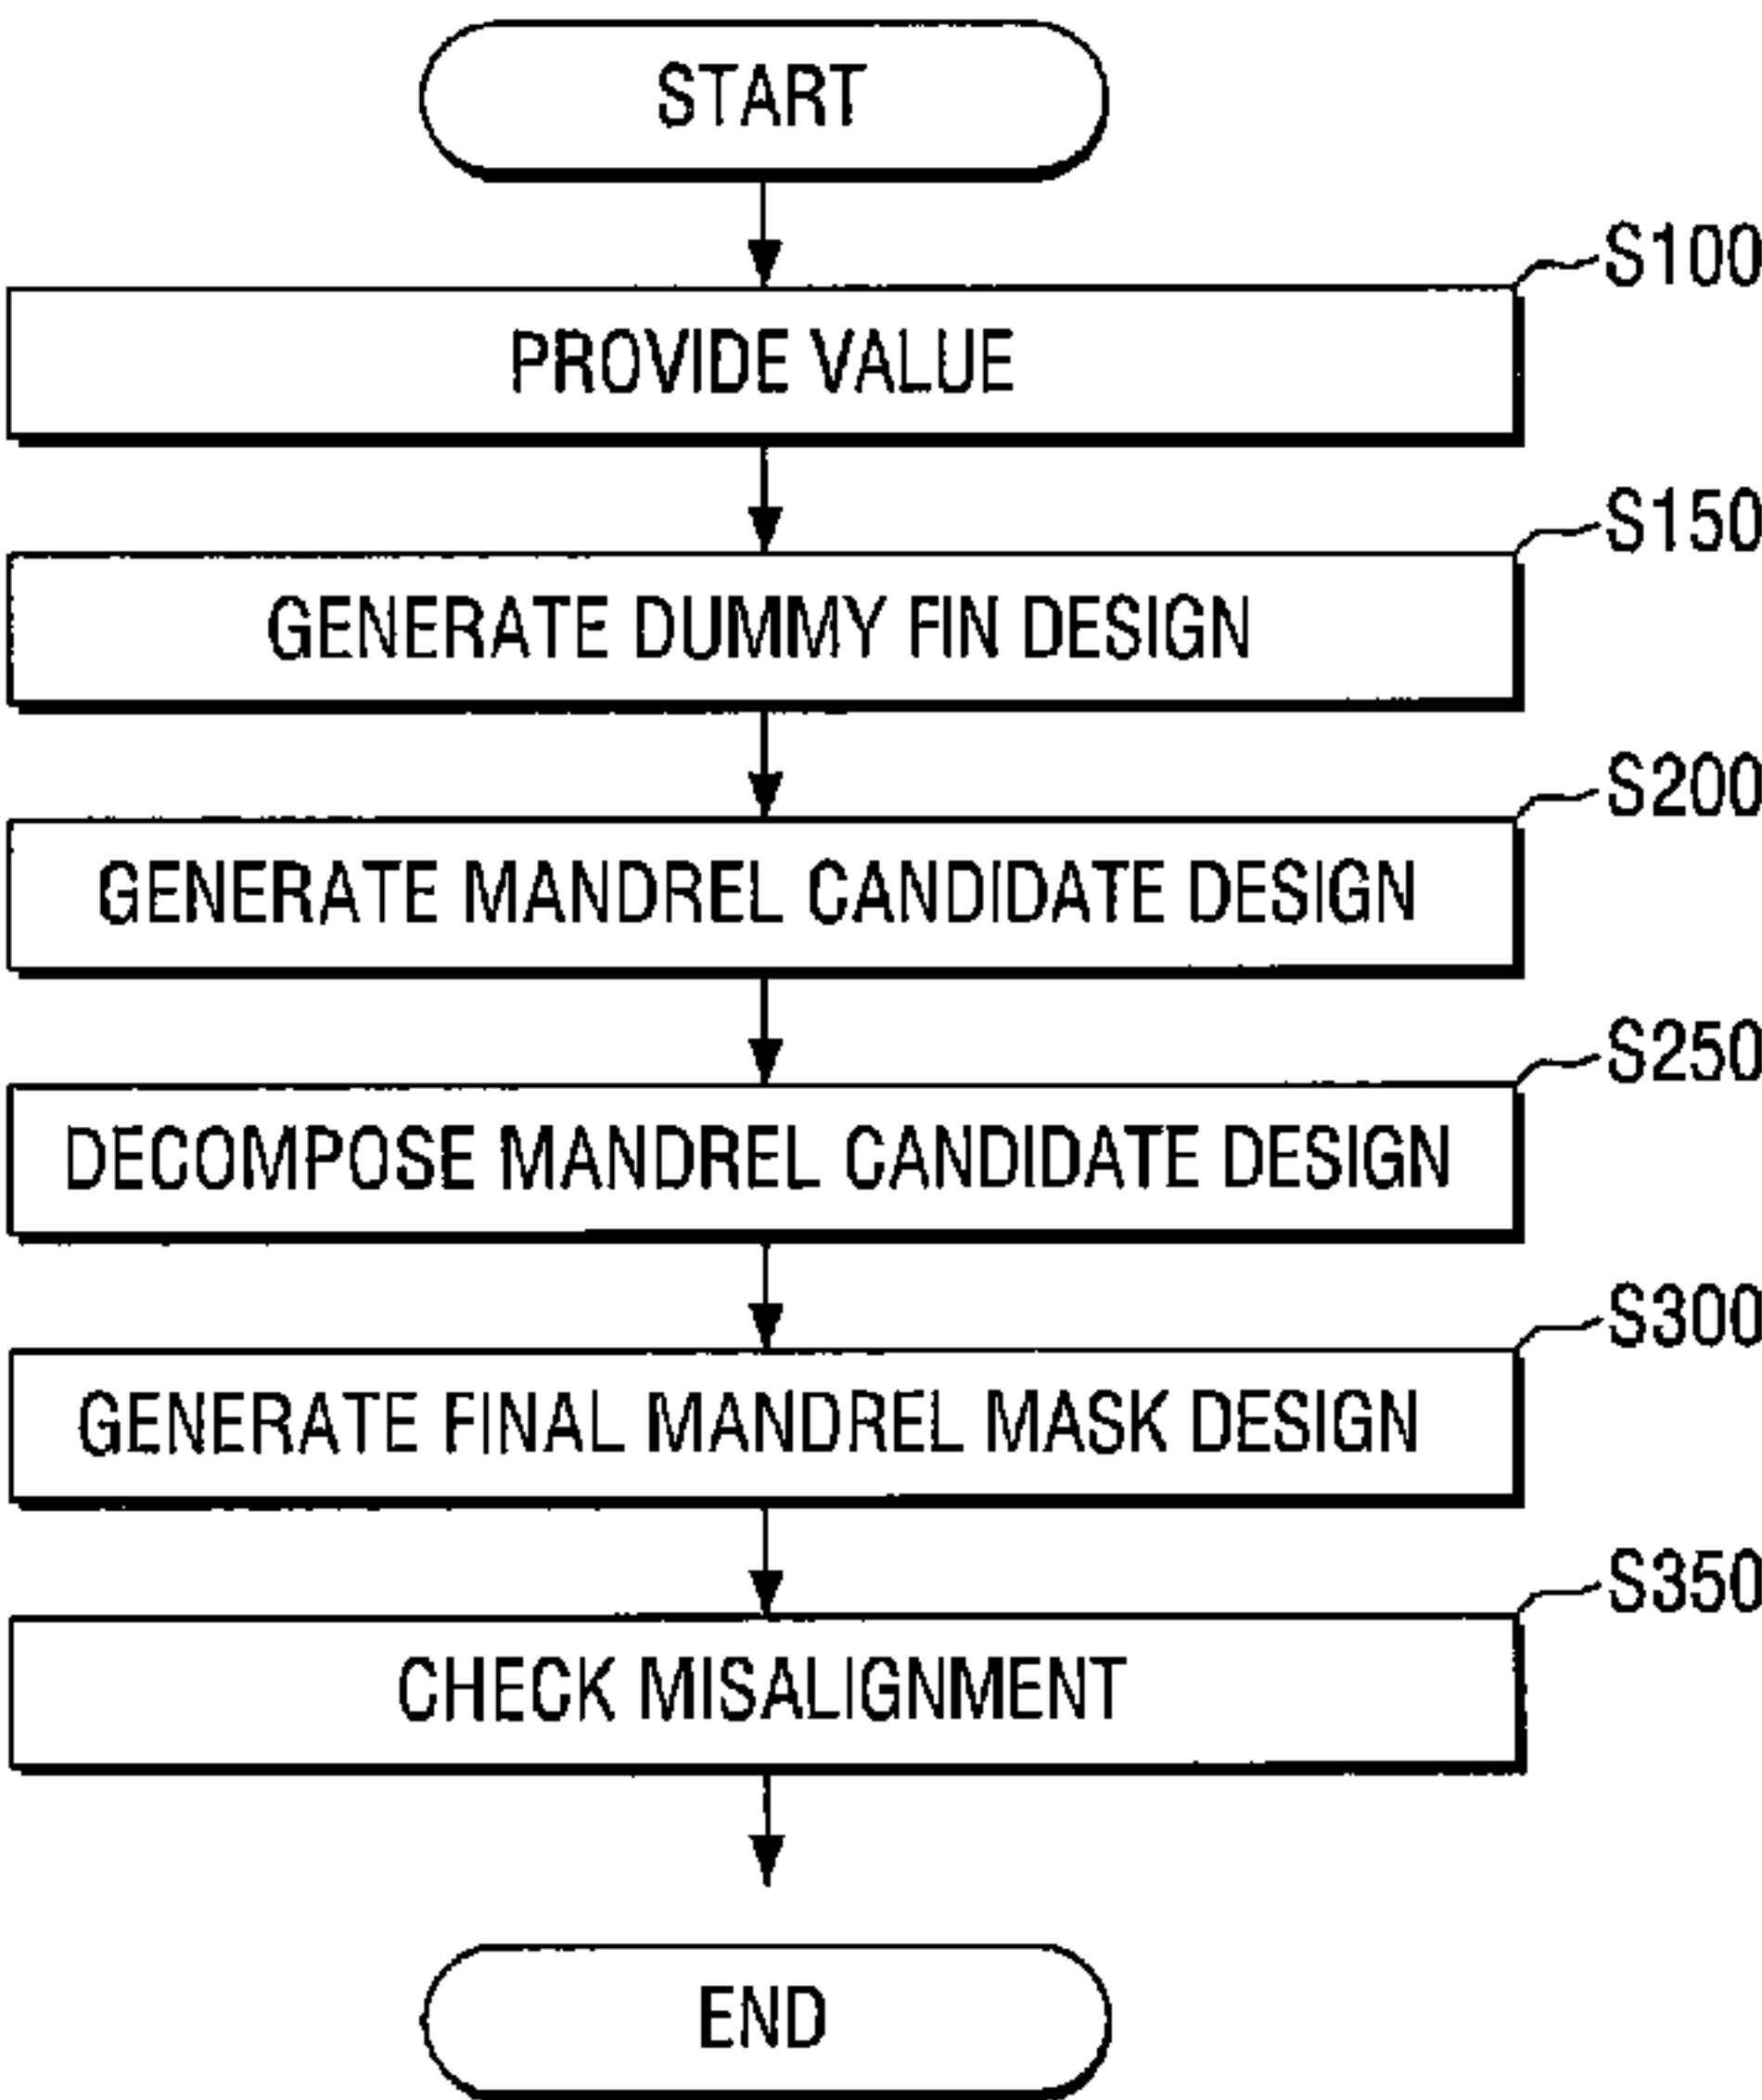 START
S100
PROVIDE VALUE
S150
GENERATE DUMMY FIN DESIGN
S200
GENERATE MANDREL CANDIDATE DESIGN
S250
DECOMPOSE MANDREL CANDIDATE DESIGN
S300
GENERATE FINAL MANDREL MASK DESIGN
S350
CHECK MISALIGNMENT
END